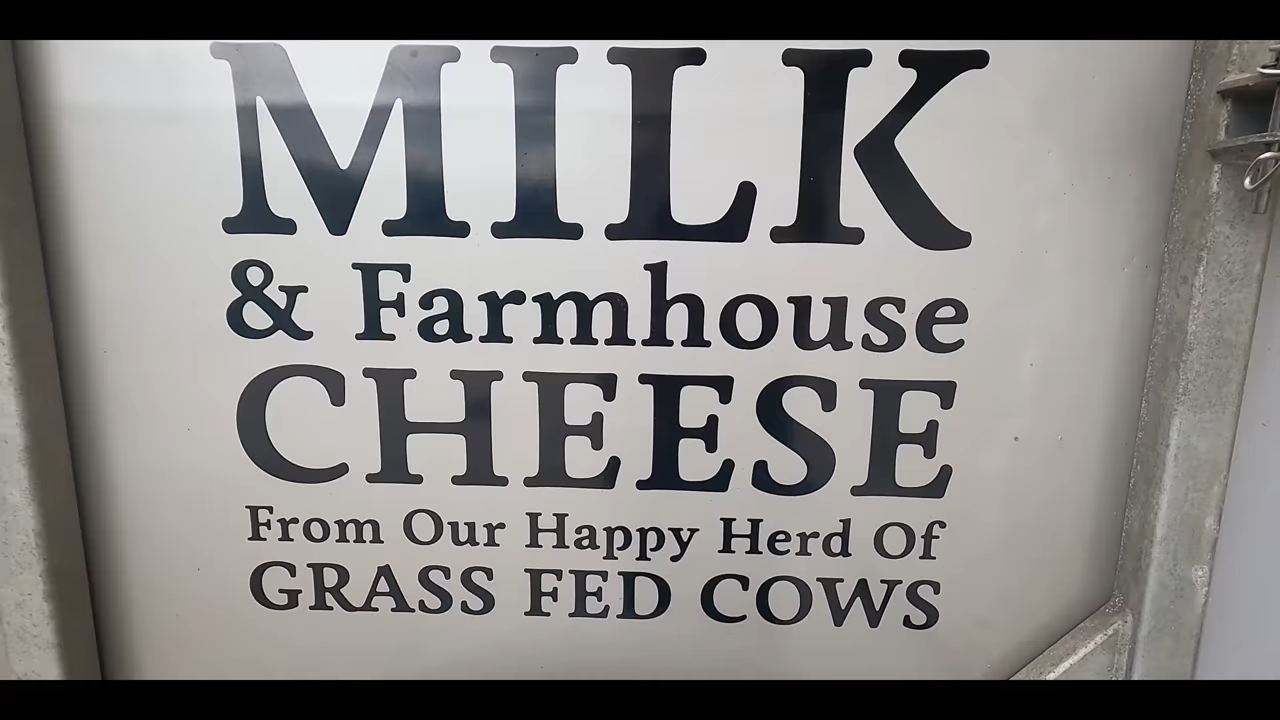 MILK
& Farmhouse
CHEESE
From Our Happy Herd Of
GRASS FED COWS